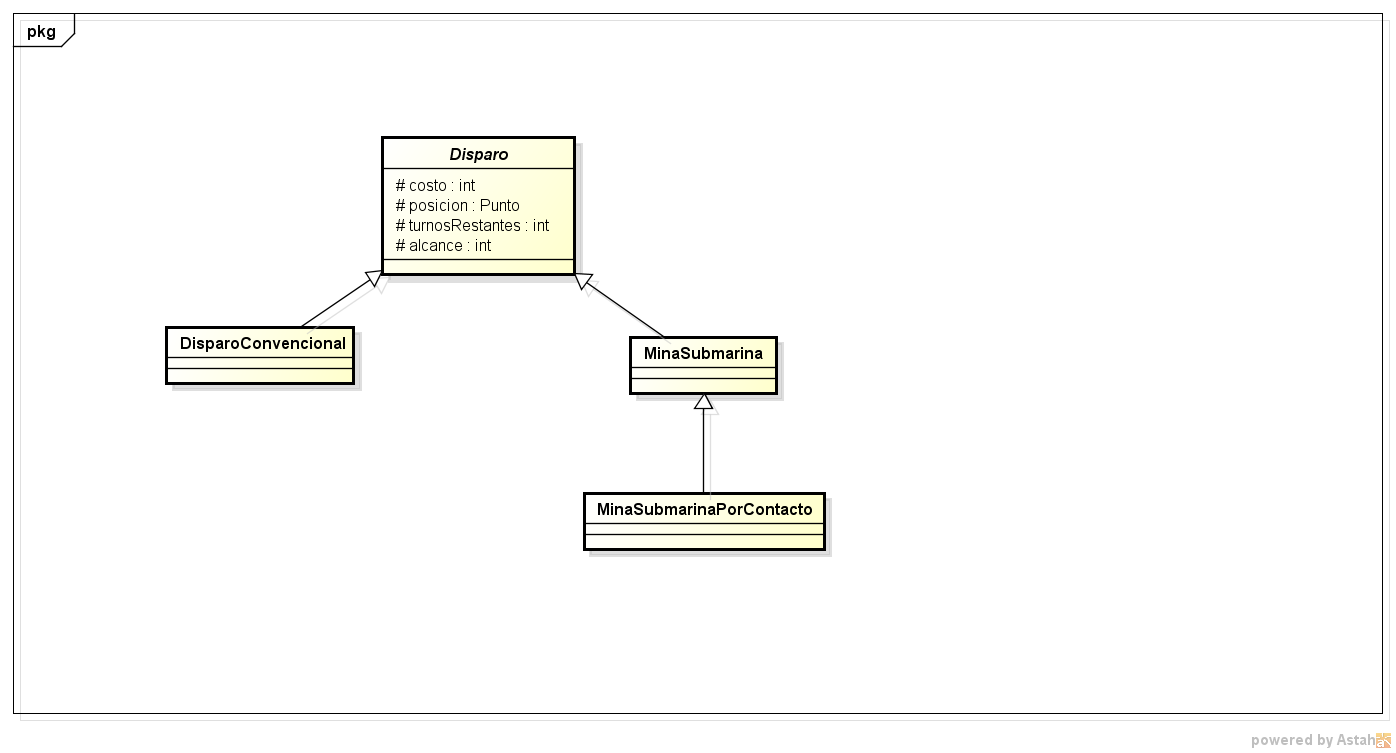 pkg
Disparo
# costo : int
# posicion : Punto
# turnosRestantes : int
# alcance : int
DisparoConvencional
MinaSubmarina
MinaSubmarinaPorContacto
powered by Astah